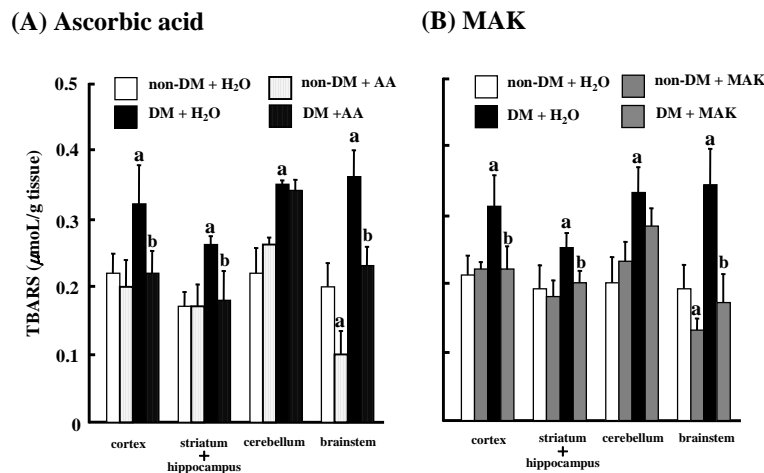 (A) Ascorbic acid
(B) MAK
0.5
0.4
0.3
0.2
0.1
0
TBARS (μmoL/g tissue)
non-DM + H₂O
non-DM + AA
DM + H₂O
DM +AA
a
b
a
b
a
a
a
b
cortex
striatum
+
hippocampus
cerebellum
brainstem
non-DM + H₂O
non-DM + MAK
DM + H₂O
DM + MAK
a
b
a
b
a
a
a
b
cortex
striatum
+
hippocampus
cerebellum
brainstem